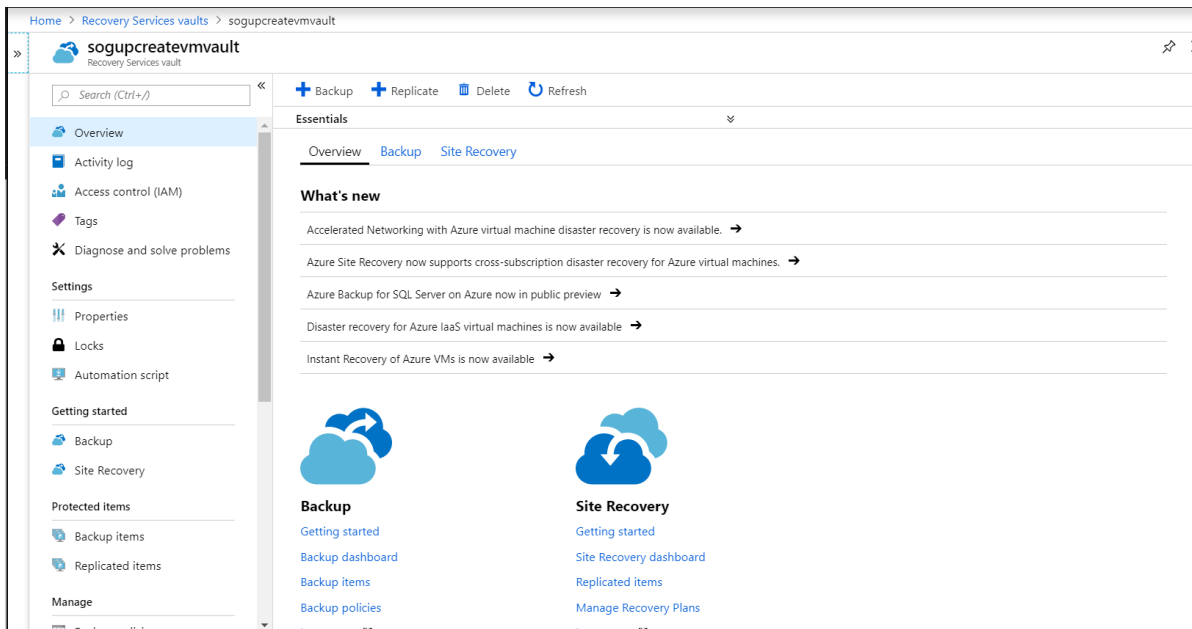 Home > Recovery Services vaults > sogupcreatevmvault
»
sogupcreatevmvault
Recovery Services vault
Search (Ctrl+/)
«
Overview
Activity log
Access control (IAM)
Tags
Diagnose and solve problems
Settings
Properties
Locks
Automation script
Getting started
Backup
Site Recovery
Protected items
Backup items
Replicated items
Manage
Backup Replicate Delete Refresh
Essentials
Overview Backup Site Recovery
What's new
Accelerated Networking with Azure virtual machine disaster recovery is now available. →
Azure Site Recovery now supports cross-subscription disaster recovery for Azure virtual machines. →
Azure Backup for SQL Server on Azure now in public preview →
Disaster recovery for Azure IaaS virtual machines is now available →
Instant Recovery of Azure VMs is now available →
Backup
Getting started
Backup dashboard
Backup items
Backup policies
Site Recovery
Getting started
Site Recovery dashboard
Replicated items
Manage Recovery Plans